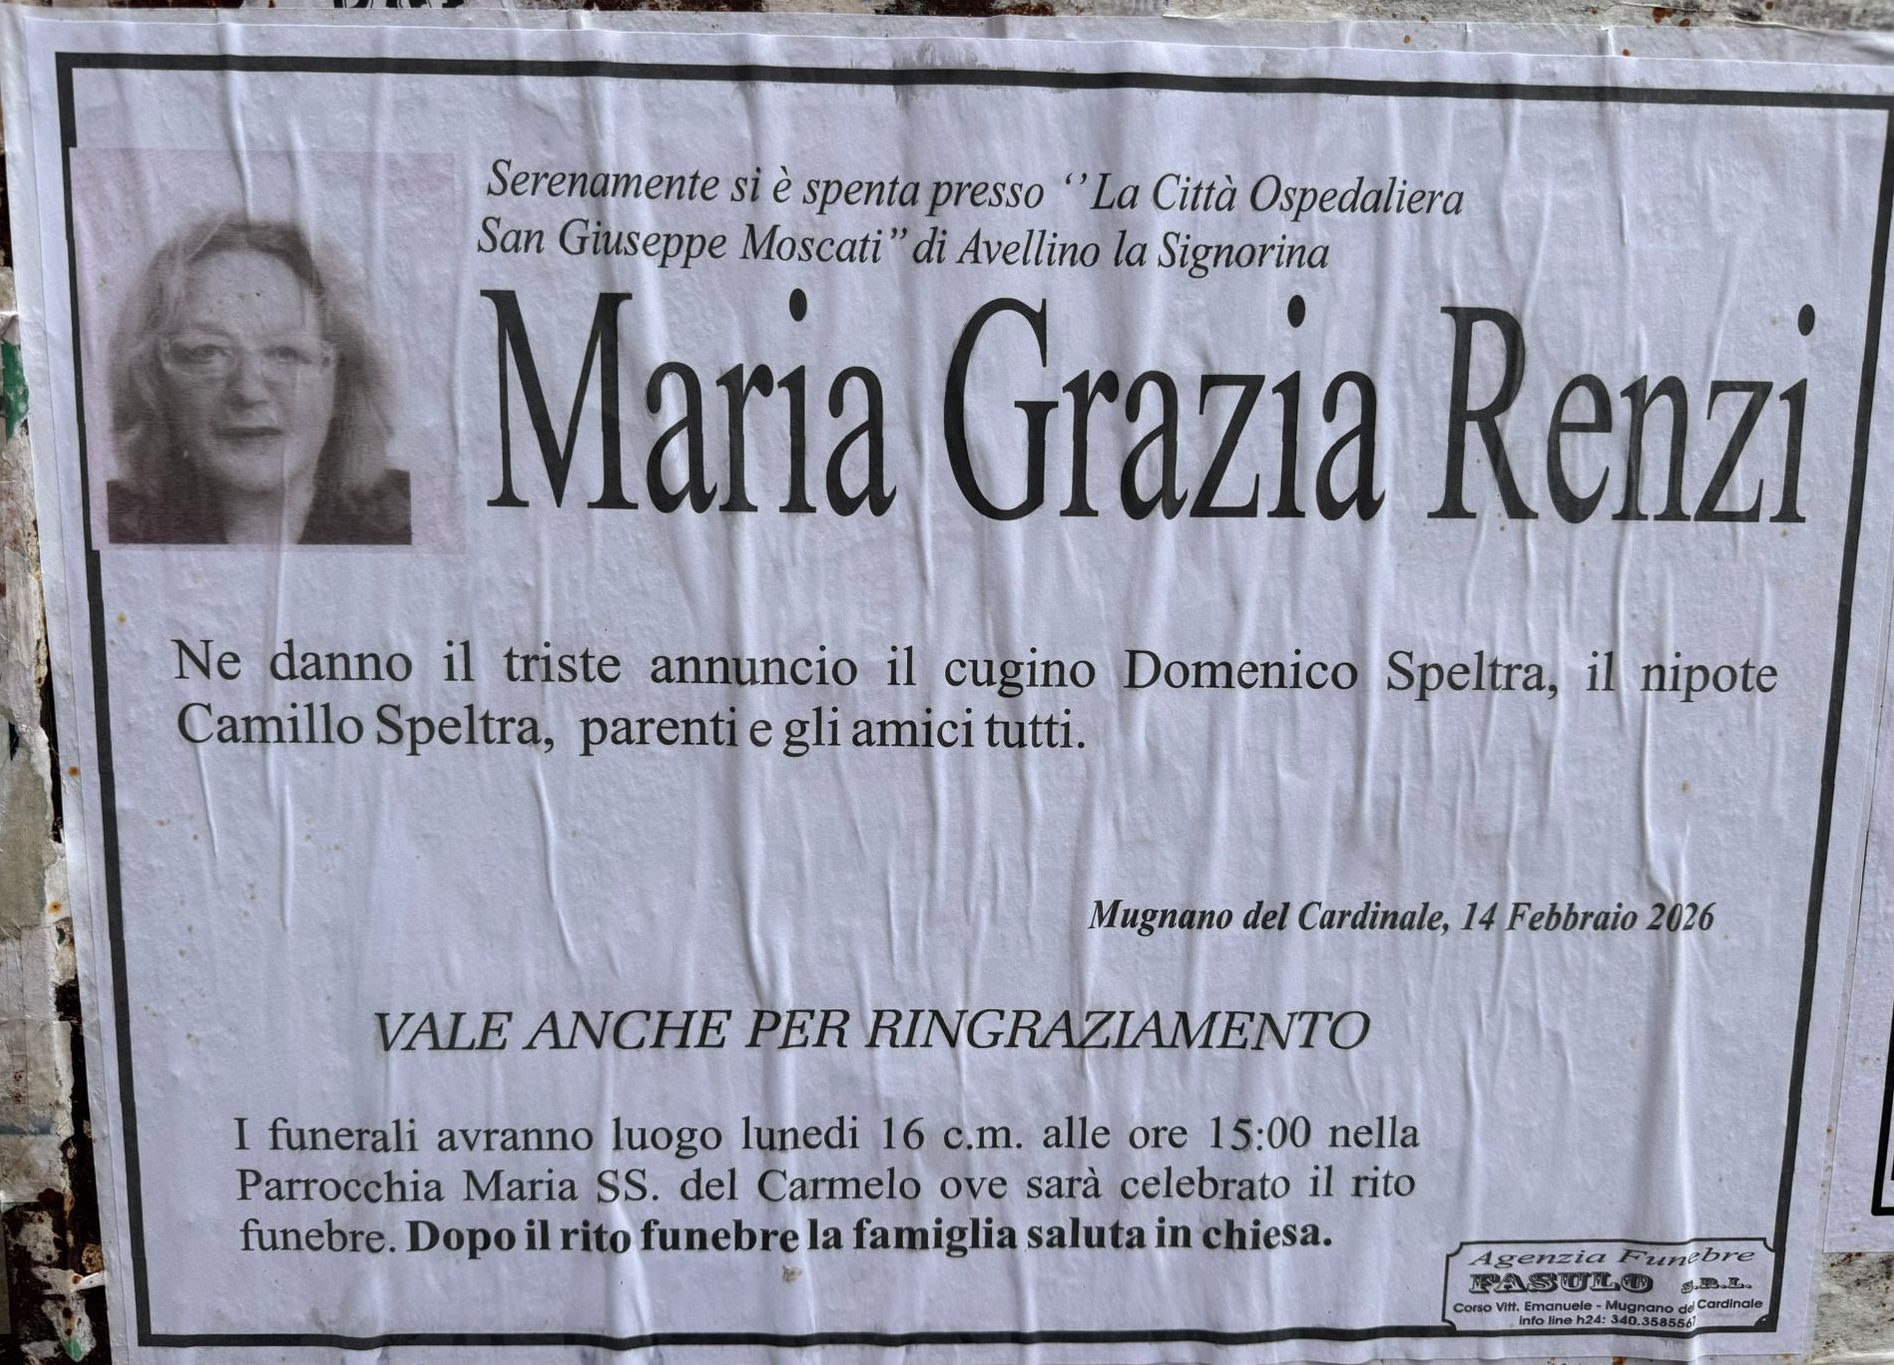 Serenamente si è spenta presso ‘’La Città Ospedaliera
San Giuseppe Moscati” di Avellino la Signorina
Maria Grazia Renzi
Ne danno il triste annuncio il cugino Domenico Speltra, il nipote
Camillo Speltra, parenti e gli amici tutti.
Mugnano del Cardinale, 14 Febbraio 2026
VALE ANCHE PER RINGRAZIAMENTO
I funerali avranno luogo lunedi 16 c.m. alle ore 15:00 nella
Parrocchia Maria SS. del Carmelo ove sarà celebrato il rito
funebre. Dopo il rito funebre la famiglia saluta in chiesa.
Agenzia Funebre
FASULO S.R.L.
Corso Vitt. Emanuele - Mugnano del Cardinale
info line h24: